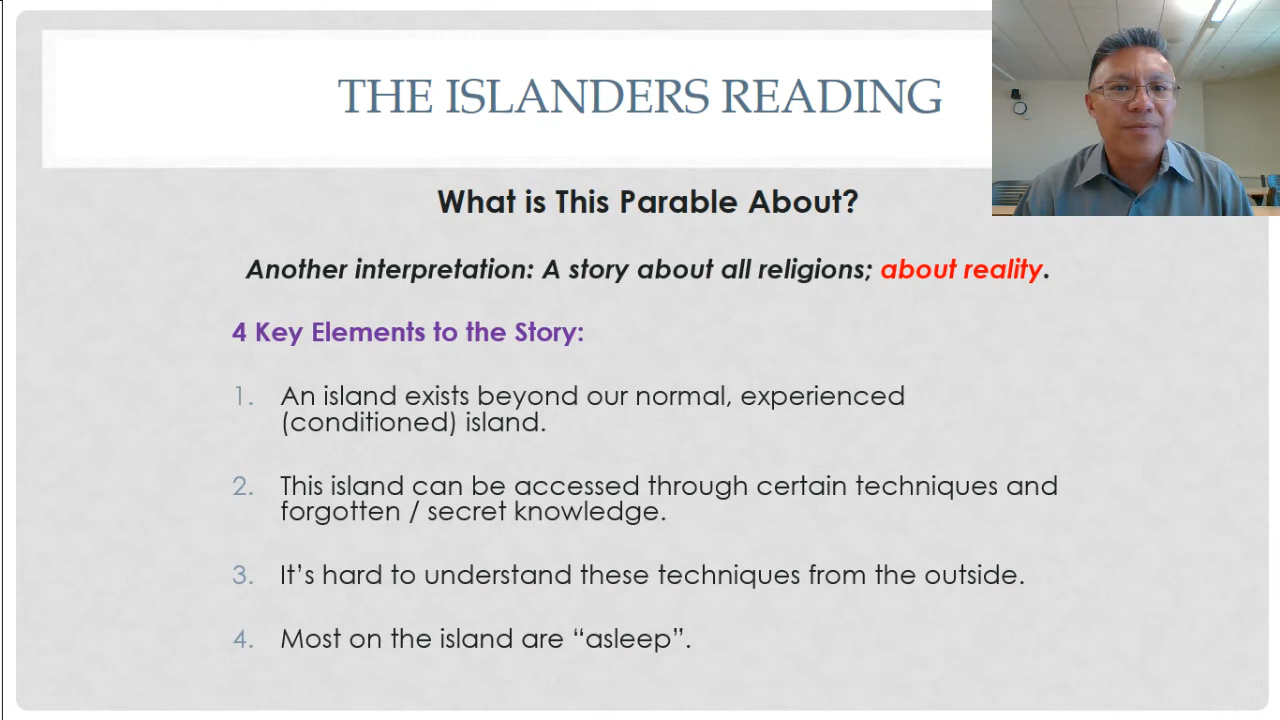 THE ISLANDERS READING
What is This Parable About?
Another interpretation: A story about all religions; about reality.
4 Key Elements to the Story:
1. An island exists beyond our normal, experienced
(conditioned) island.
2. This island can be accessed through certain techniques and
forgotten / secret knowledge.
3. It’s hard to understand these techniques from the outside.
4. Most on the island are “asleep”.